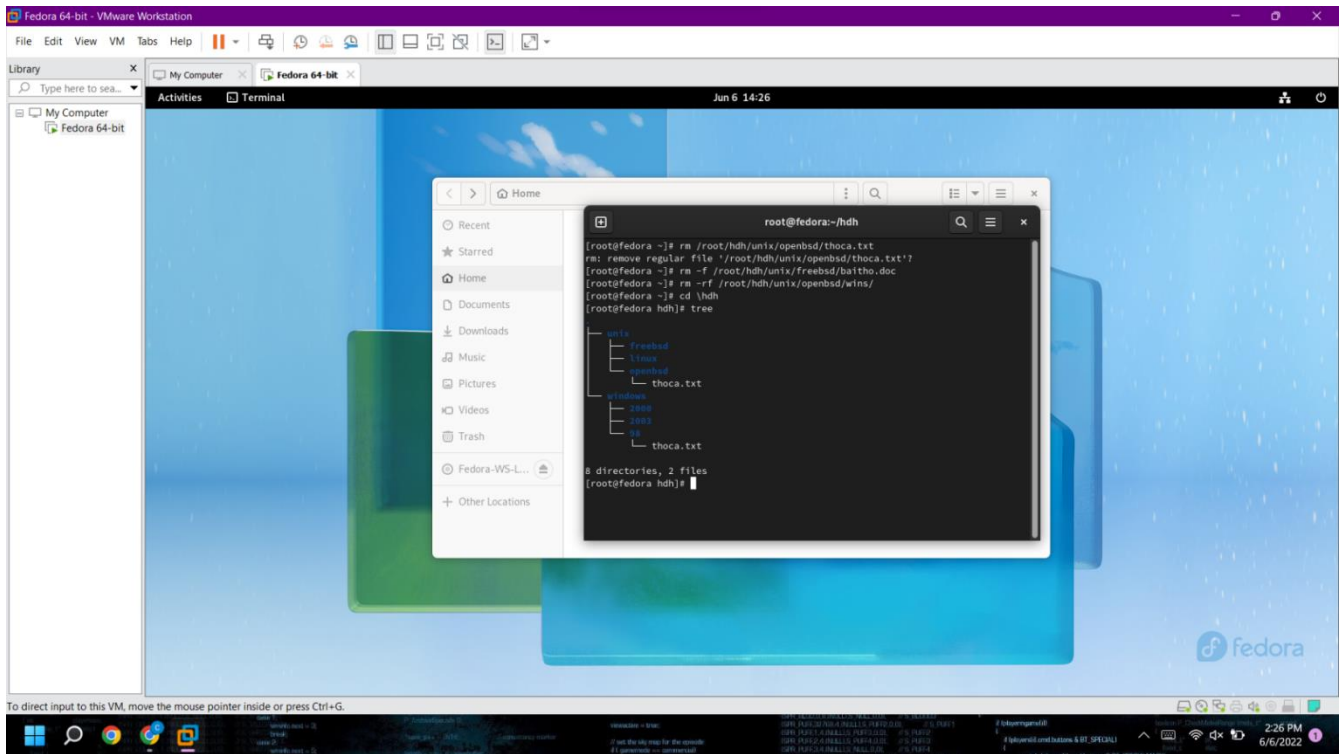 Fedora 64-bit - VMware Workstation
File Edit View VM Tabs Help
Library X
Type here to sea...
My Computer
Fedora 64-bit
My Computer
Fedora 64-bit
Activities Terminal Jun 6 14:26
Home
Recent
Starred
Home
Documents
Downloads
Music
Pictures
Videos
Trash
Fedora-WS-L...
+ Other Locations
root@fedora:~/hdh
[root@fedora ~]# rm /root/hdh/unix/openbsd/thoca.txt
rm: remove regular file '/root/hdh/unix/openbsd/thoca.txt'?
[root@fedora ~]# rm -f /root/hdh/unix/freebsd/baitho.doc
[root@fedora ~]# rm -rf /root/hdh/unix/openbsd/wins/
[root@fedora ~]# cd \hdh
[root@fedora hdh]# tree
.
├── unix
│   ├── freebsd
│   ├── linux
│   └── openbsd
│       └── thoca.txt
└── windows
    ├── 2000
    ├── 2003
    └── 98
        └── thoca.txt
8 directories, 2 files
[root@fedora hdh]#
fedora
To direct input to this VM, move the mouse pointer inside or press Ctrl+G.
2:26 PM
6/6/2022
1